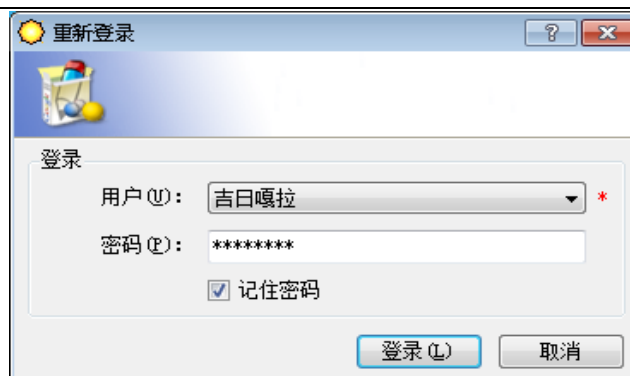 重新登录
登录
用户(U): 吉日嘎拉 *
密码(P): ********
记住密码
登录(L) 取消